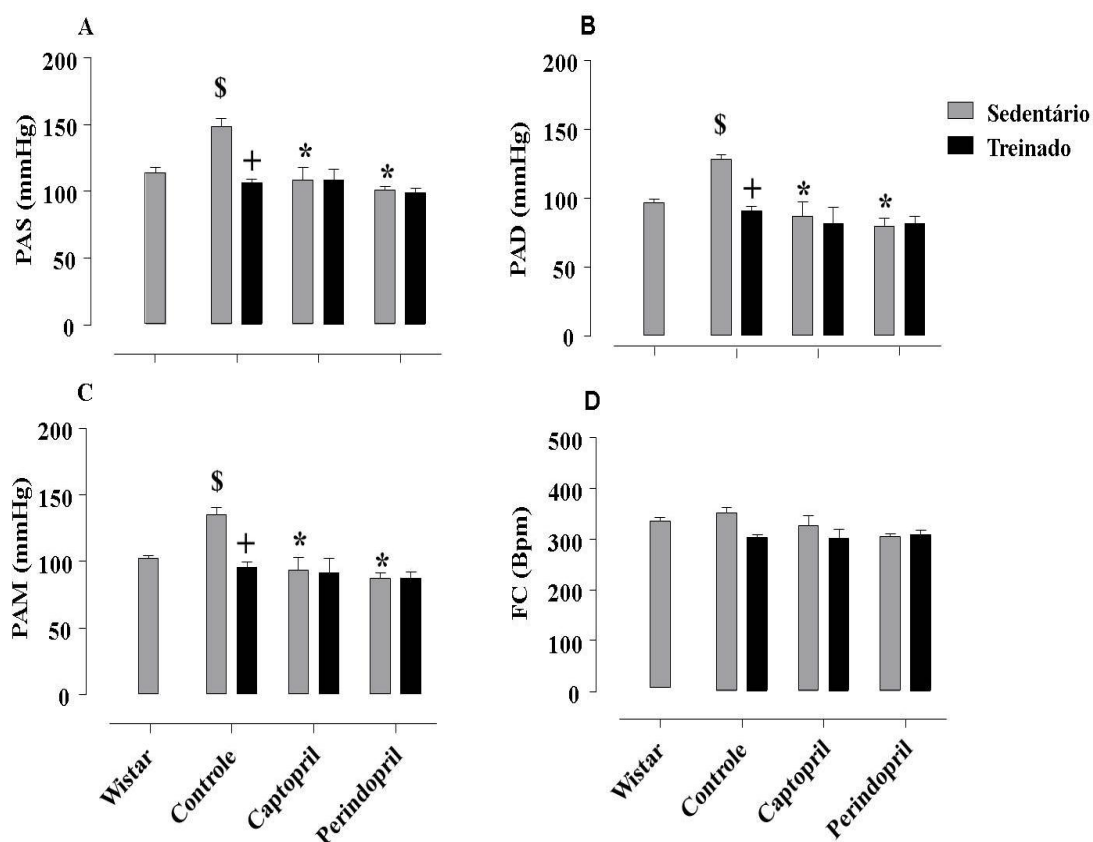 A
PAS (mmHg)
200
150
100
50
0
$
+
*
*
B
PAD (mmHg)
200
150
100
50
0
$
+
*
*
Sedentário
Treinado
C
PAM (mmHg)
200
150
100
50
0
$
+
*
*
Wistar
Controle
Captopril
Perindopril
D
FC (Bpm)
500
400
300
200
100
0
Wistar
Controle
Captopril
Perindopril